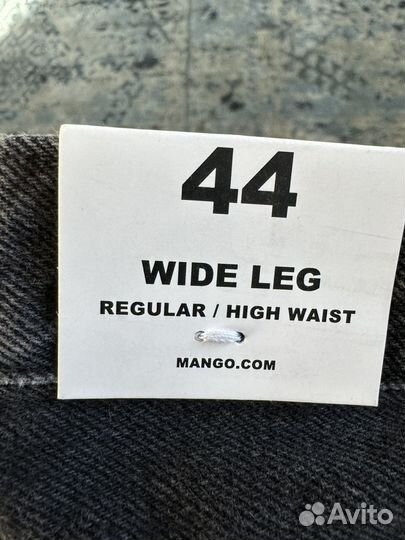 44
WIDE LEG
REGULAR / HIGH WAIST
MANGO.COM
Avito